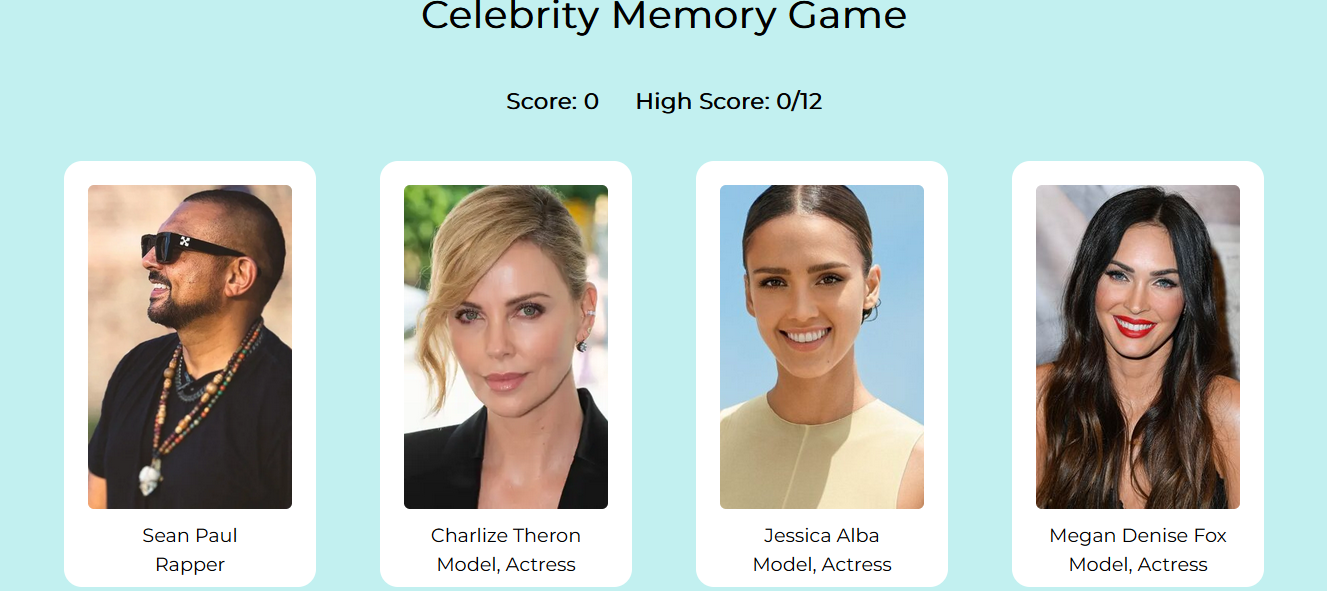 Celebrity Memory Game
Score: 0 High Score: 0/12
Sean Paul
Rapper
Charlize Theron
Model, Actress
Jessica Alba
Model, Actress
Megan Denise Fox
Model, Actress